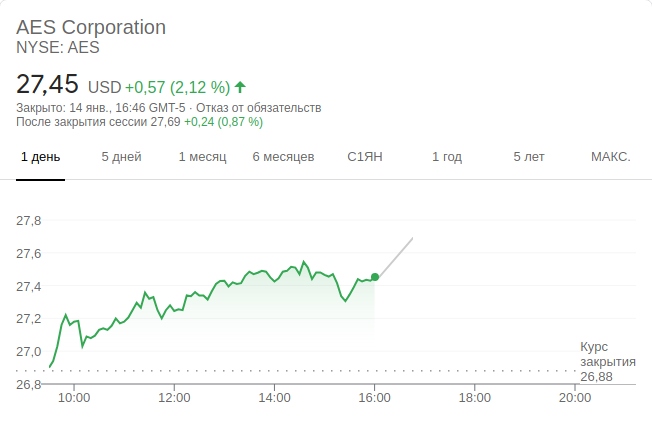 AES Corporation
NYSE: AES
27,45 USD +0,57 (2,12 %)
Закрыто: 14 янв., 16:46 GMT-5 · Отказ от обязательств
После закрытия сессии 27,69 +0,24 (0,87 %)
1 день 5 дней 1 месяц 6 месяцев С1ЯН 1 год 5 лет МАКС.
27,8
27,6
27,4
27,2
27,0
Курс
закрытия
26,88
26,8
10:00 12:00 14:00 16:00 18:00 20:00